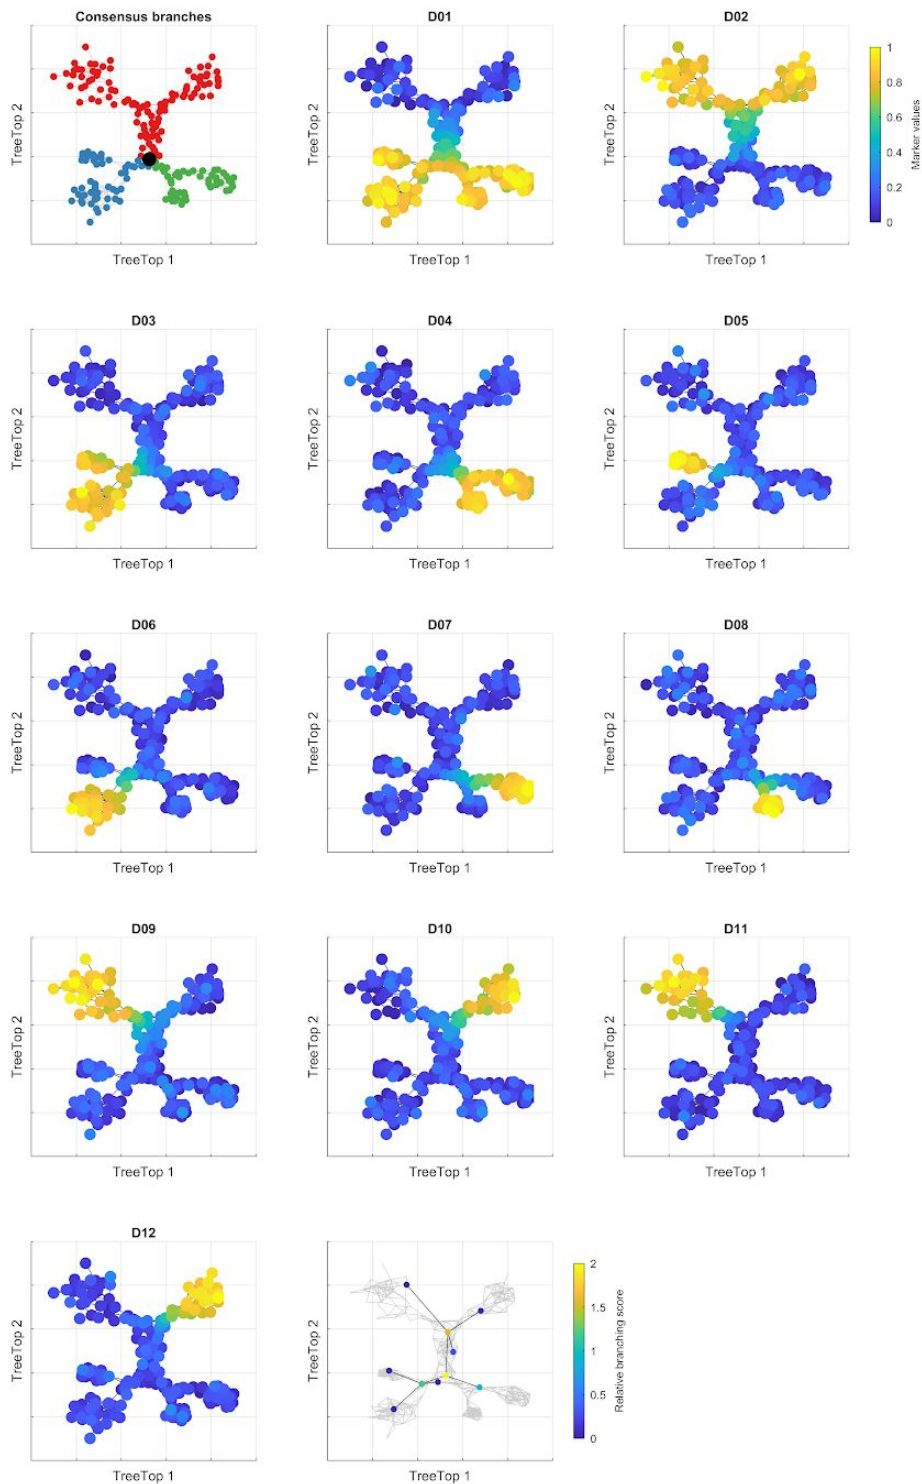 Consensus branches
D01
D02
TreeTop 2
TreeTop 2
TreeTop 2
1
0.8
0.6
0.4
0.2
0
Marker values
TreeTop 1
TreeTop 1
TreeTop 1
D03
D04
D05
TreeTop 2
TreeTop 2
TreeTop 2
TreeTop 1
TreeTop 1
TreeTop 1
D06
D07
D08
TreeTop 2
TreeTop 2
TreeTop 2
TreeTop 1
TreeTop 1
TreeTop 1
D09
D10
D11
TreeTop 2
TreeTop 2
TreeTop 2
TreeTop 1
TreeTop 1
TreeTop 1
D12
TreeTop 2
TreeTop 2
2
1.5
1
0.5
0
Relative branching score
TreeTop 1
TreeTop 1